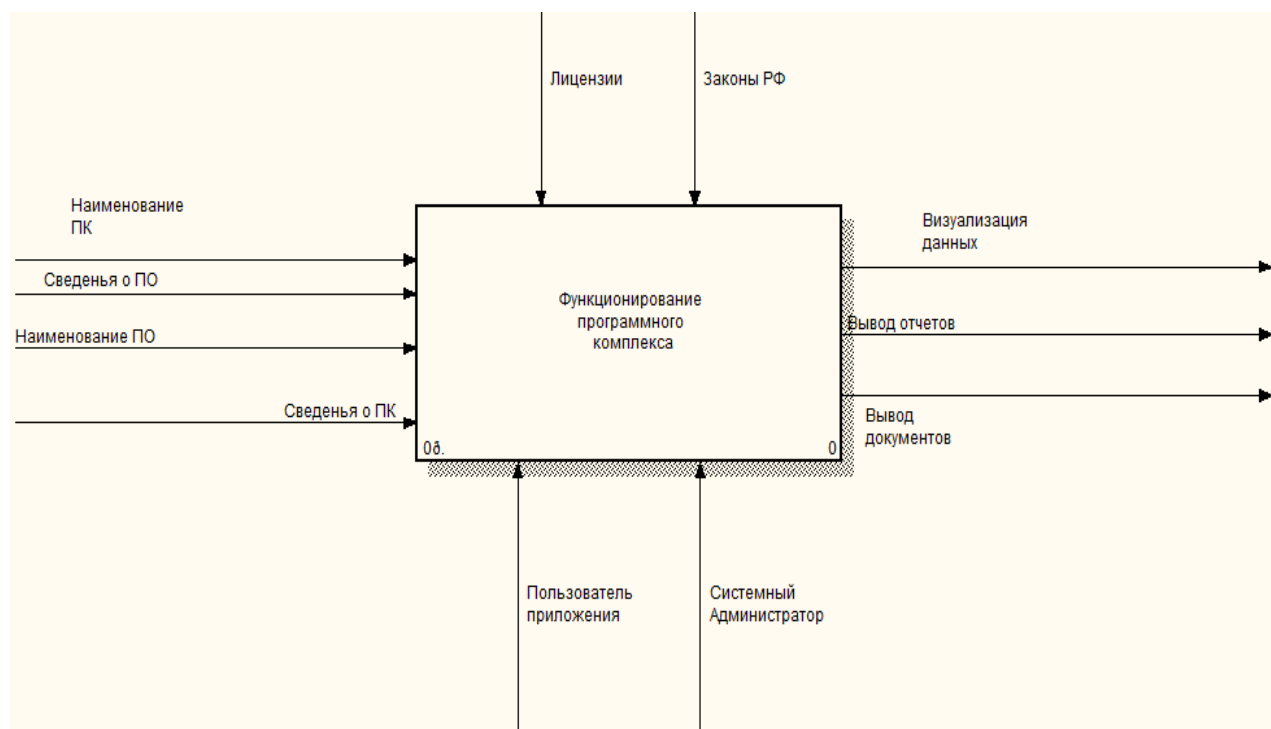 Лицензии
Законы РФ
Наименование
ПК
Сведенья о ПО
Наименование ПО
Сведенья о ПК
Функционирование
программного
комплекса
0ð.
0
Визуализация
данных
Вывод отчетов
Вывод
документов
Пользователь
приложения
Системный
Администратор